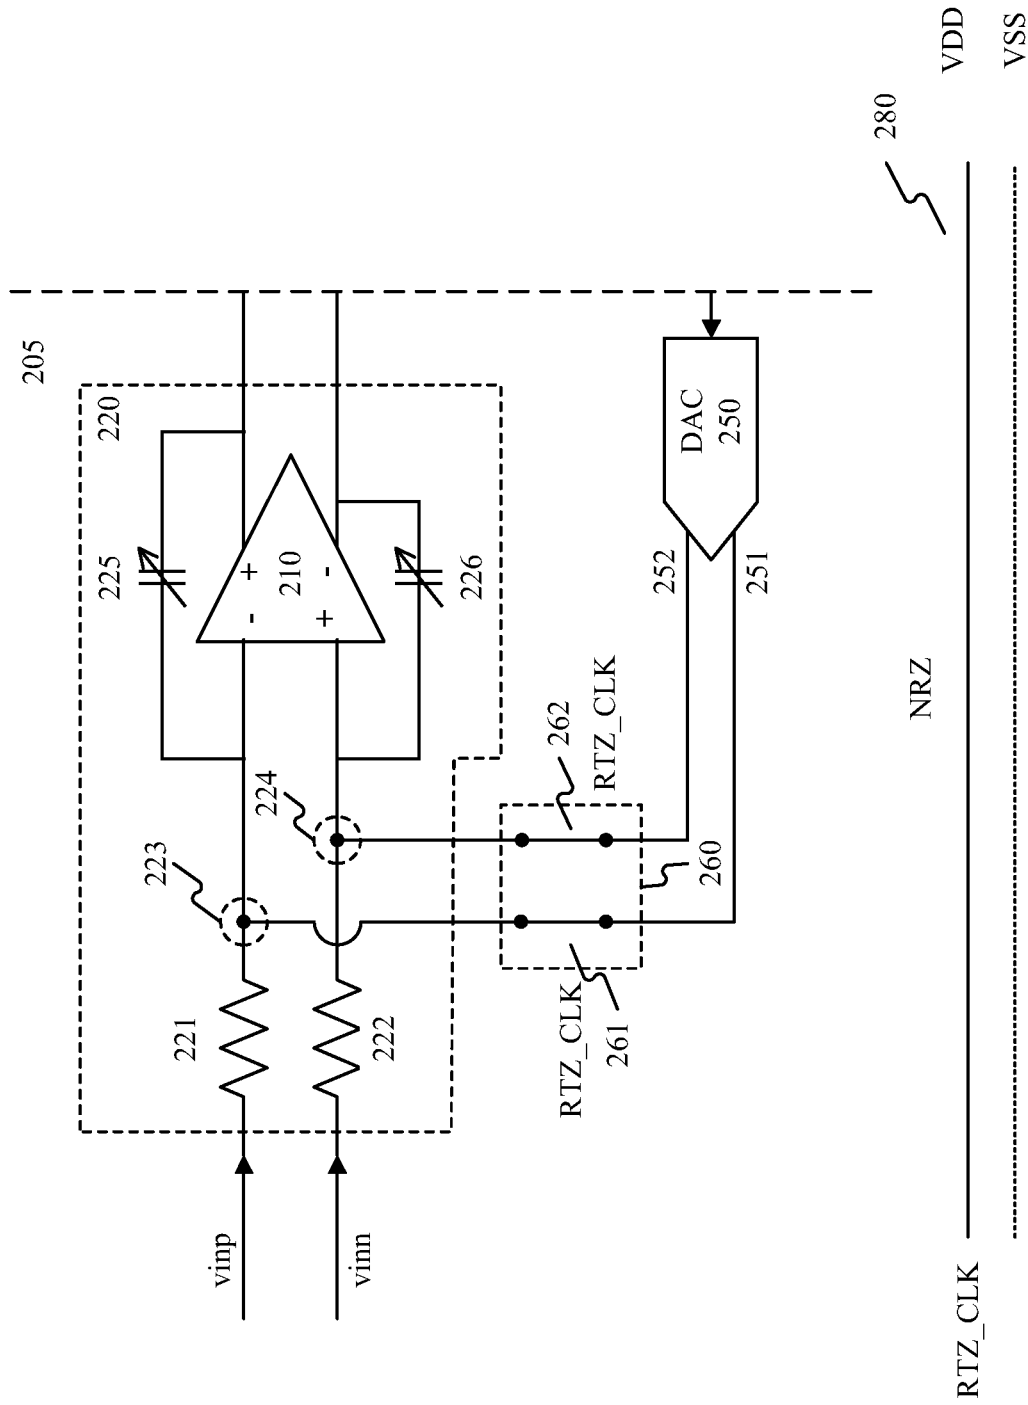 205
220
225
+
-
210
-
+
226
223
224
221
222
vinp
vinn
262
RTZ_CLK
RTZ_CLK
261
260
252
251
DAC
250
NRZ
280
RTZ_CLK
VDD
VSS